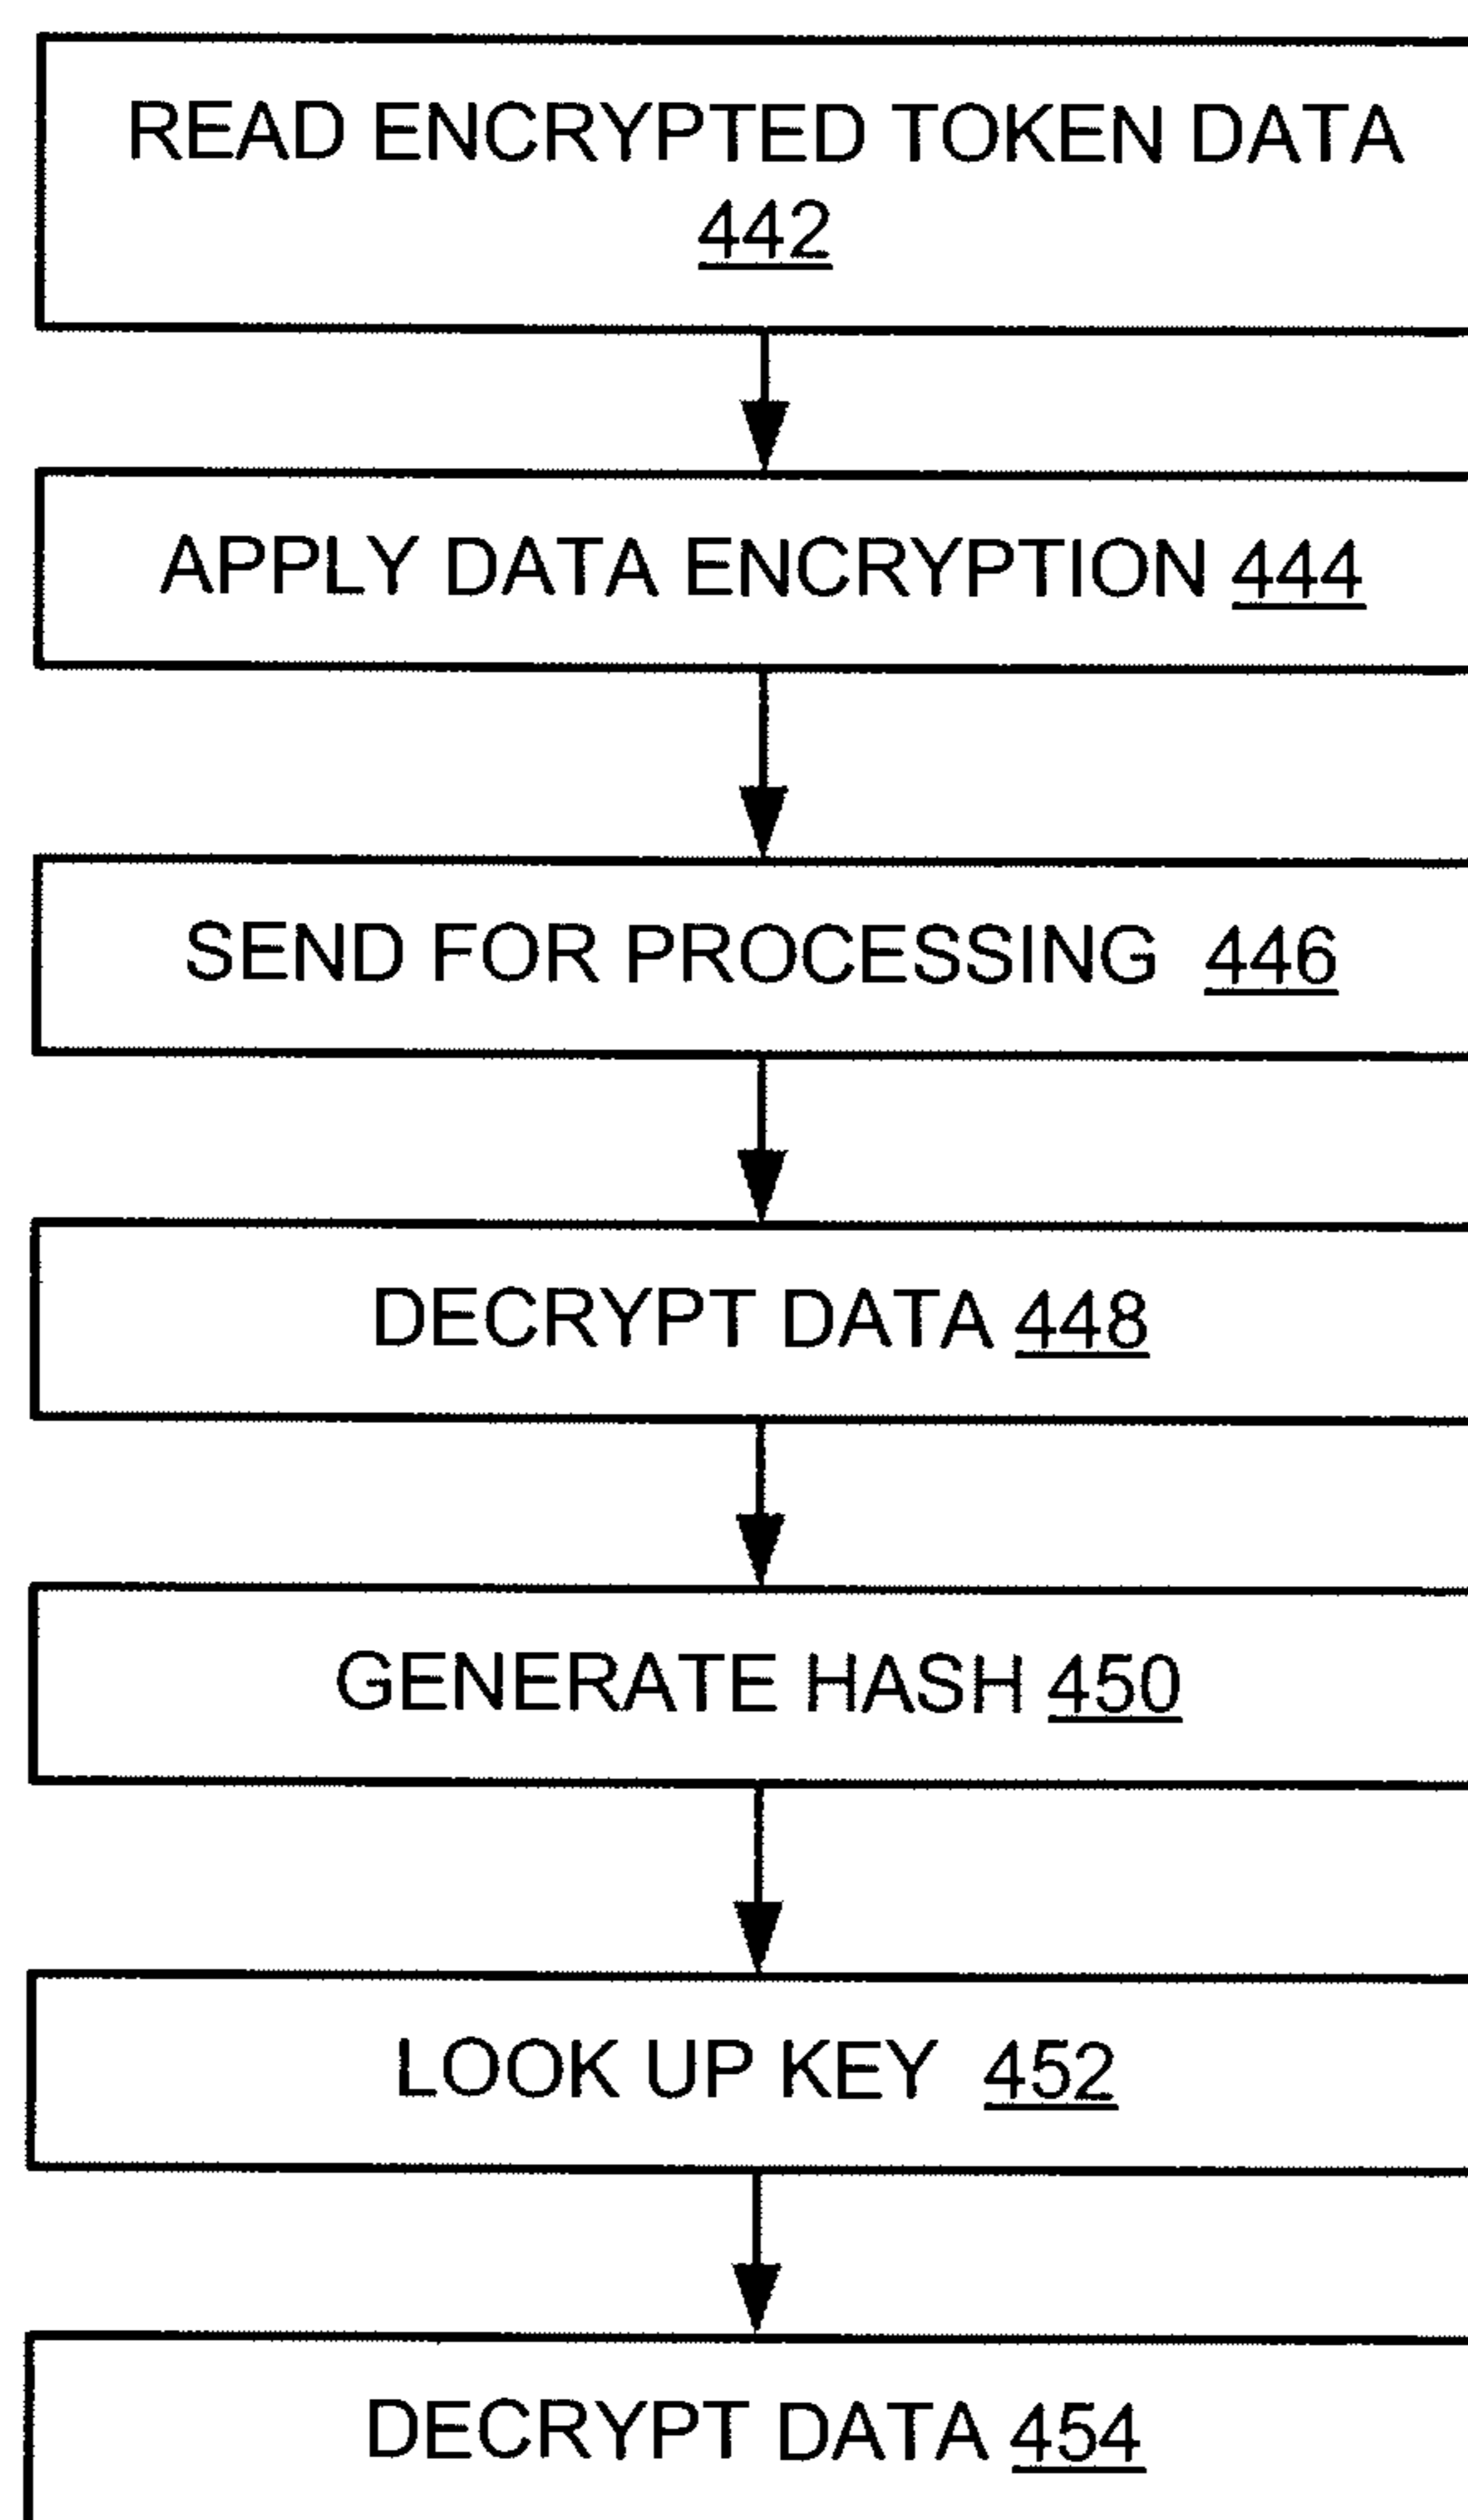 READ ENCRYPTED TOKEN DATA
442
APPLY DATA ENCRYPTION 444
SEND FOR PROCESSING 446
DECRYPT DATA 448
GENERATE HASH 450
LOOK UP KEY 452
DECRYPT DATA 454